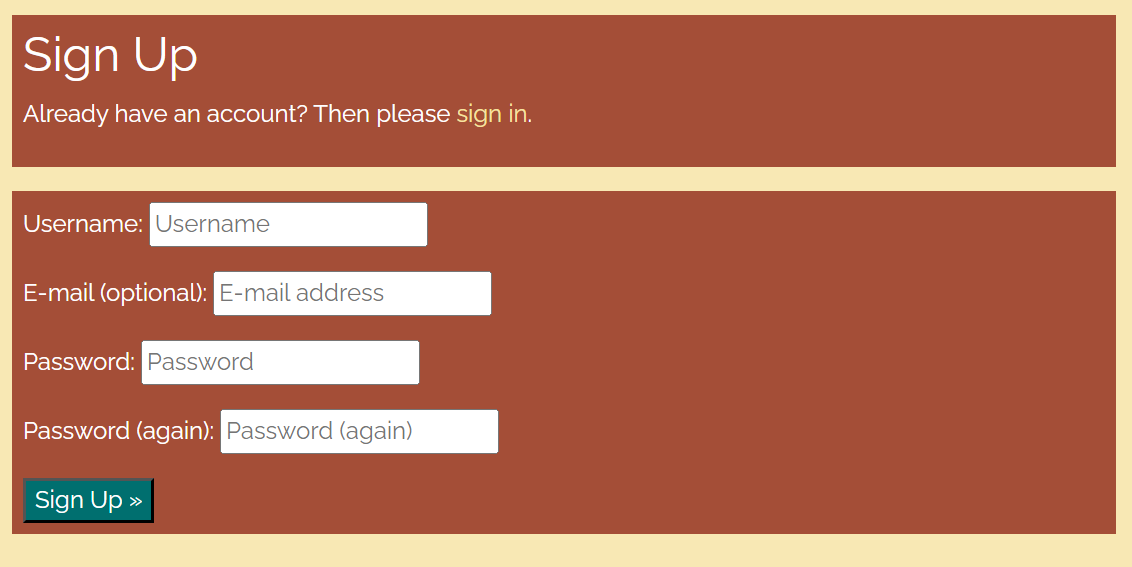 Sign Up
Already have an account? Then please sign in.
Username: Username
E-mail (optional): E-mail address
Password: Password
Password (again): Password (again)
Sign Up »